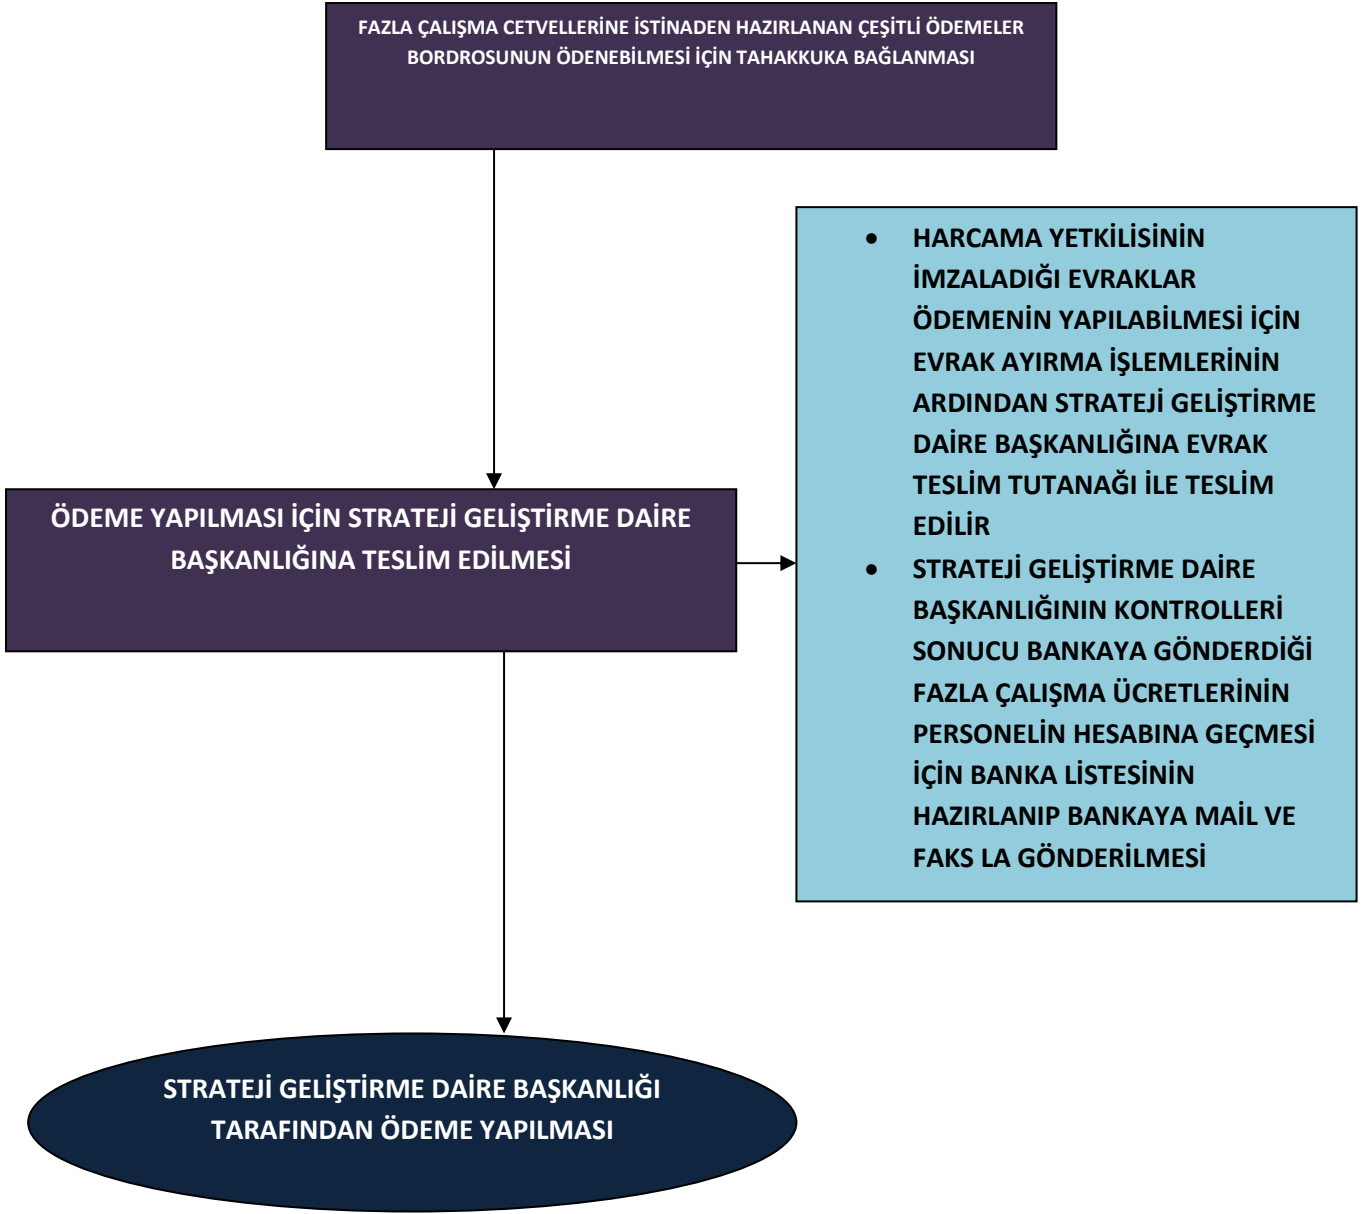 FAZLA ÇALIŞMA CETVELLERİNE İSTİNADEN HAZIRLANAN ÇEŞİTLİ ÖDEMELER
BORDROSUNUN ÖDENEBİLMESİ İÇİN TAHAKKUKA BAĞLANMASI
• HARCAMA YETKİLİSİNİN
İMZALADIĞI EVRAKLAR
ÖDEMENİN YAPILABİLMESİ İÇİN
EVRAK AYIRMA İŞLEMLERİNİN
ARDINDAN STRATEJİ GELİŞTİRME
DAİRE BAŞKANLIĞINA EVRAK
TESLİM TUTANAĞI İLE TESLİM
EDİLİR
• STRATEJİ GELİŞTİRME DAİRE
BAŞKANLIĞININ KONTROLLERİ
SONUCU BANKAYA GÖNDERDİĞİ
FAZLA ÇALIŞMA ÜCRETLERİNİN
PERSONELİN HESABINA GEÇMESİ
İÇİN BANKA LİSTESİNİN
HAZIRLANIP BANKAYA MAİL VE
FAKS LA GÖNDERİLMESİ
ÖDEME YAPILMASI İÇİN STRATEJİ GELİŞTİRME DAİRE
BAŞKANLIĞINA TESLİM EDİLMESİ
STRATEJİ GELİŞTİRME DAİRE BAŞKANLIĞI
TARAFINDAN ÖDEME YAPILMASI